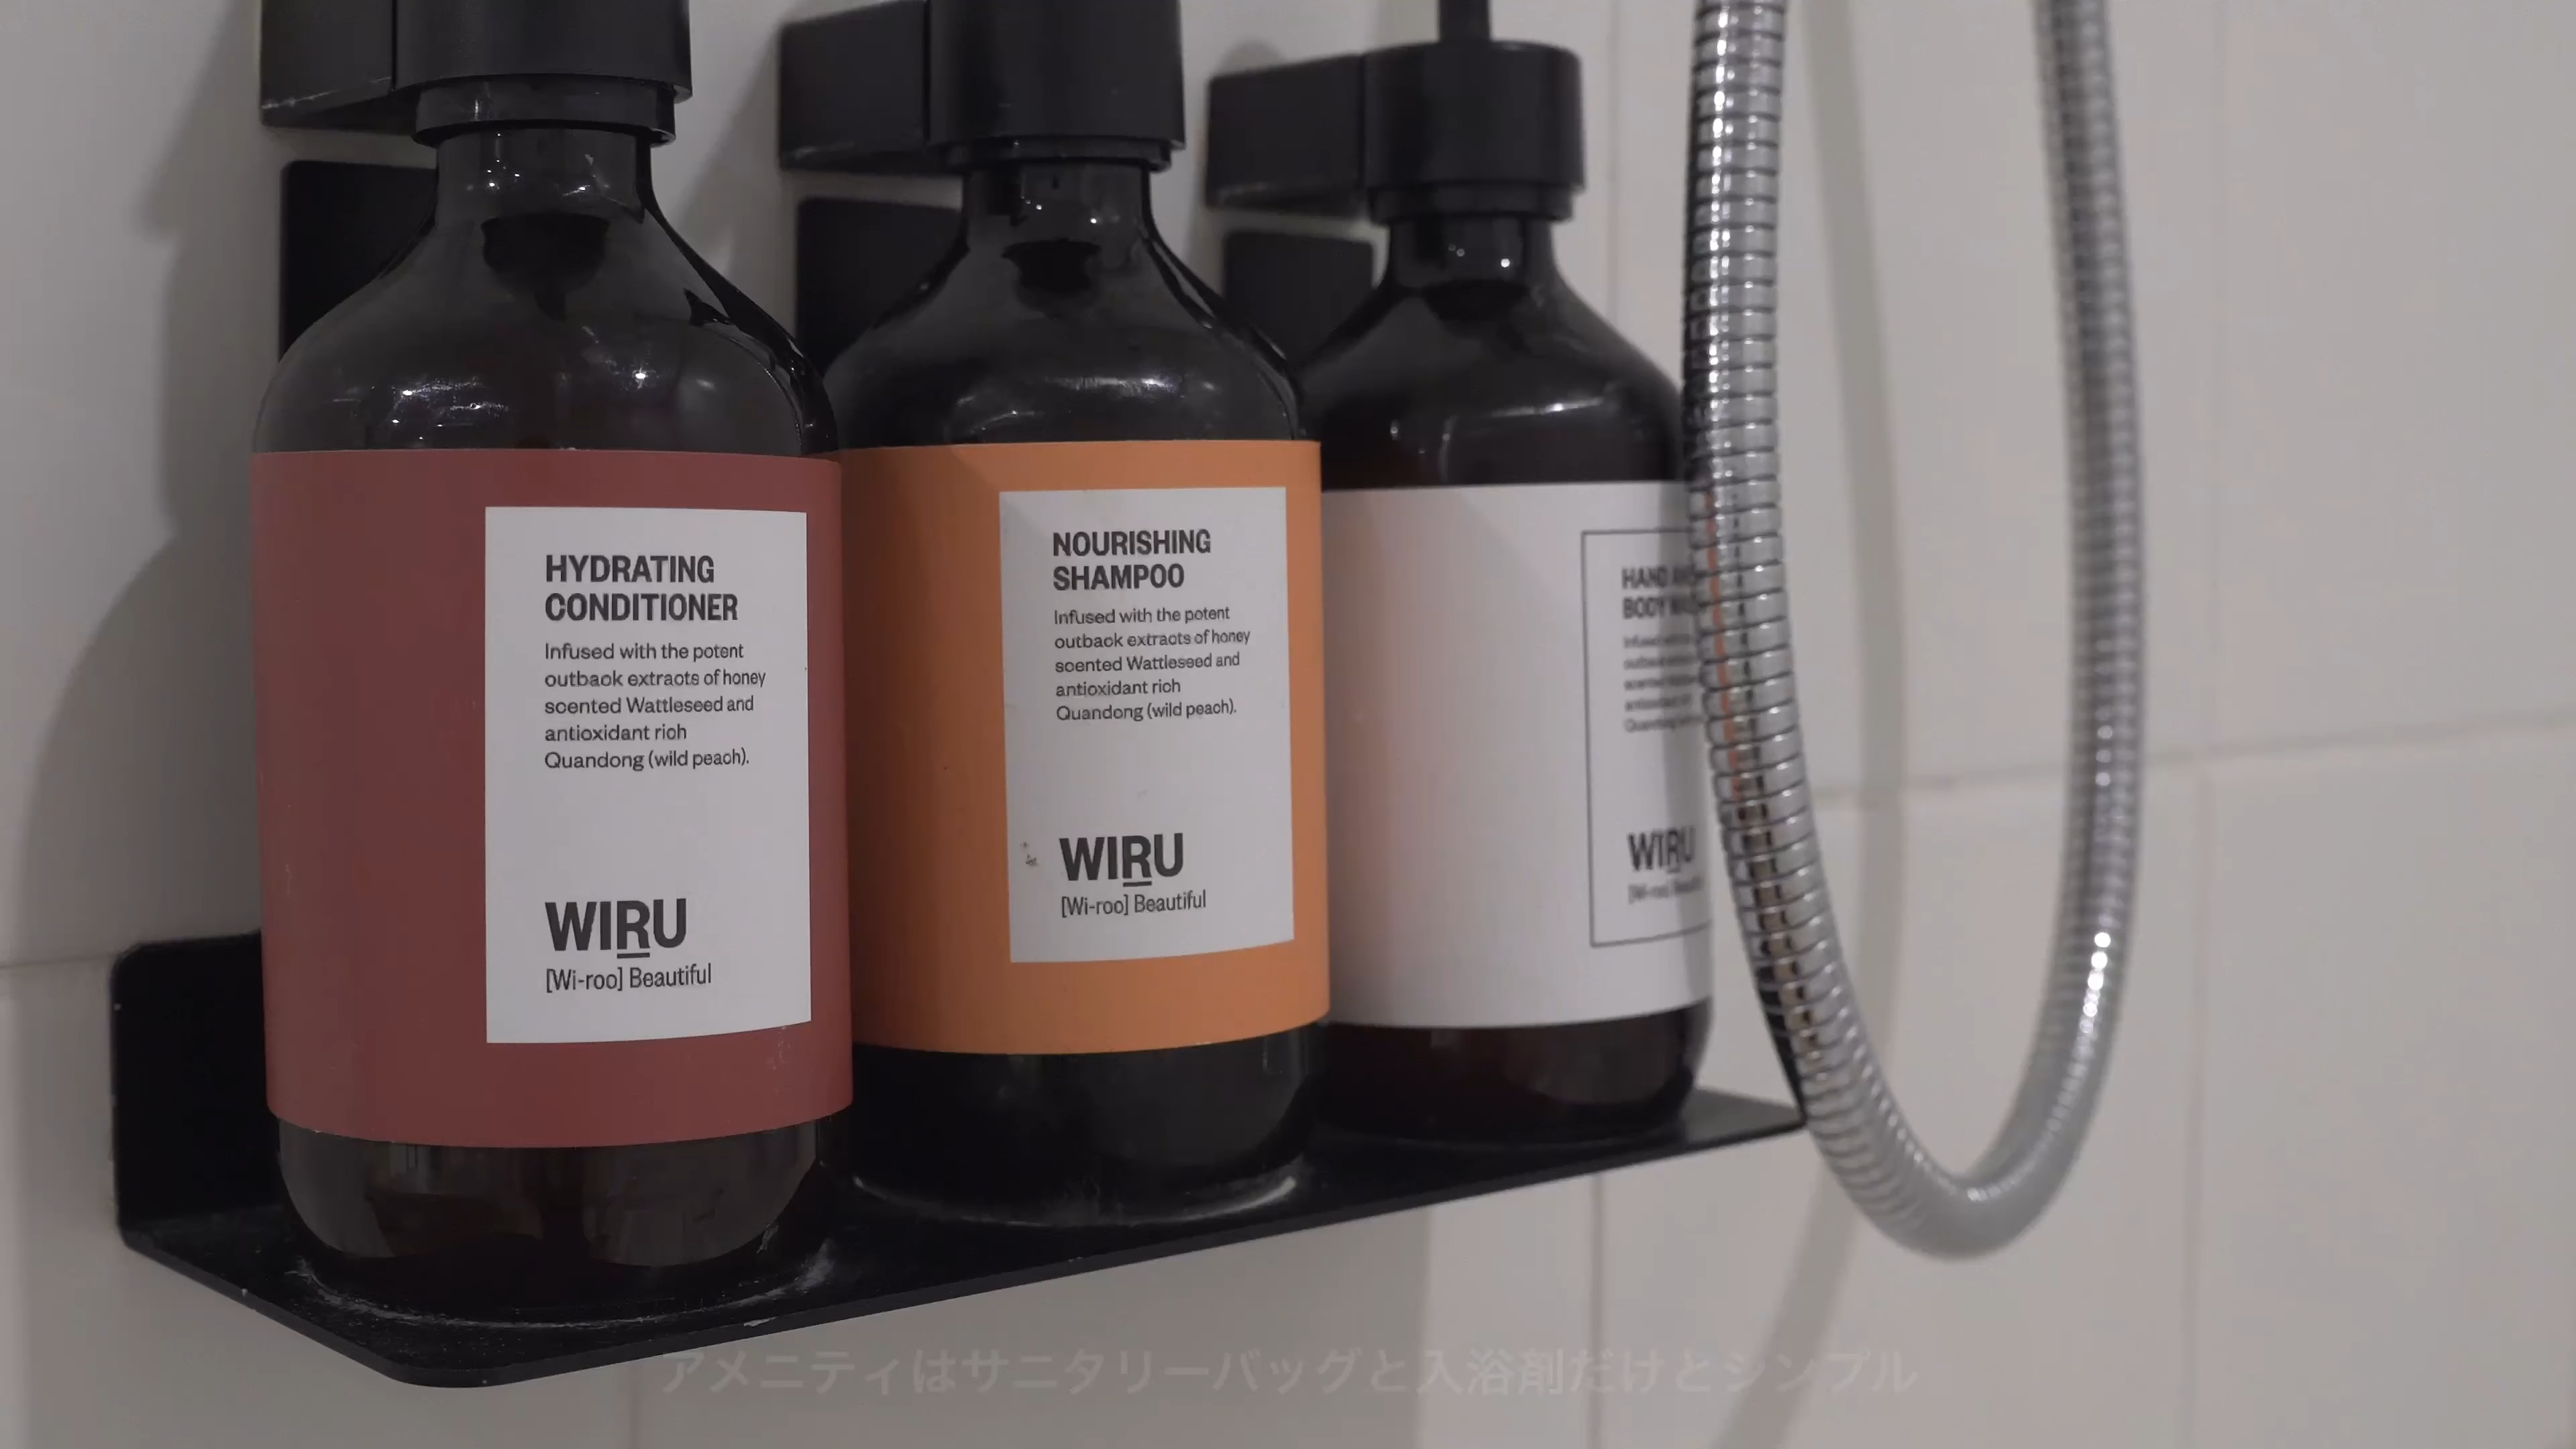 HYDRATING
CONDITIONER
Infused with the potent
outback extracts of honey
scented Wattleseed and
antioxidant rich
Quandong (wild peach).
WIRU
[Wi-roo] Beautiful
NOURISHING
SHAMPOO
Infused with the potent
outback extracts of honey
scented Wattleseed and
antioxidant rich
Quandong (wild peach).
WIRU
[Wi-roo] Beautiful
HAND
BODY
WIRU
アメニティはサニタリーバッグと入浴剤だけとシンプル